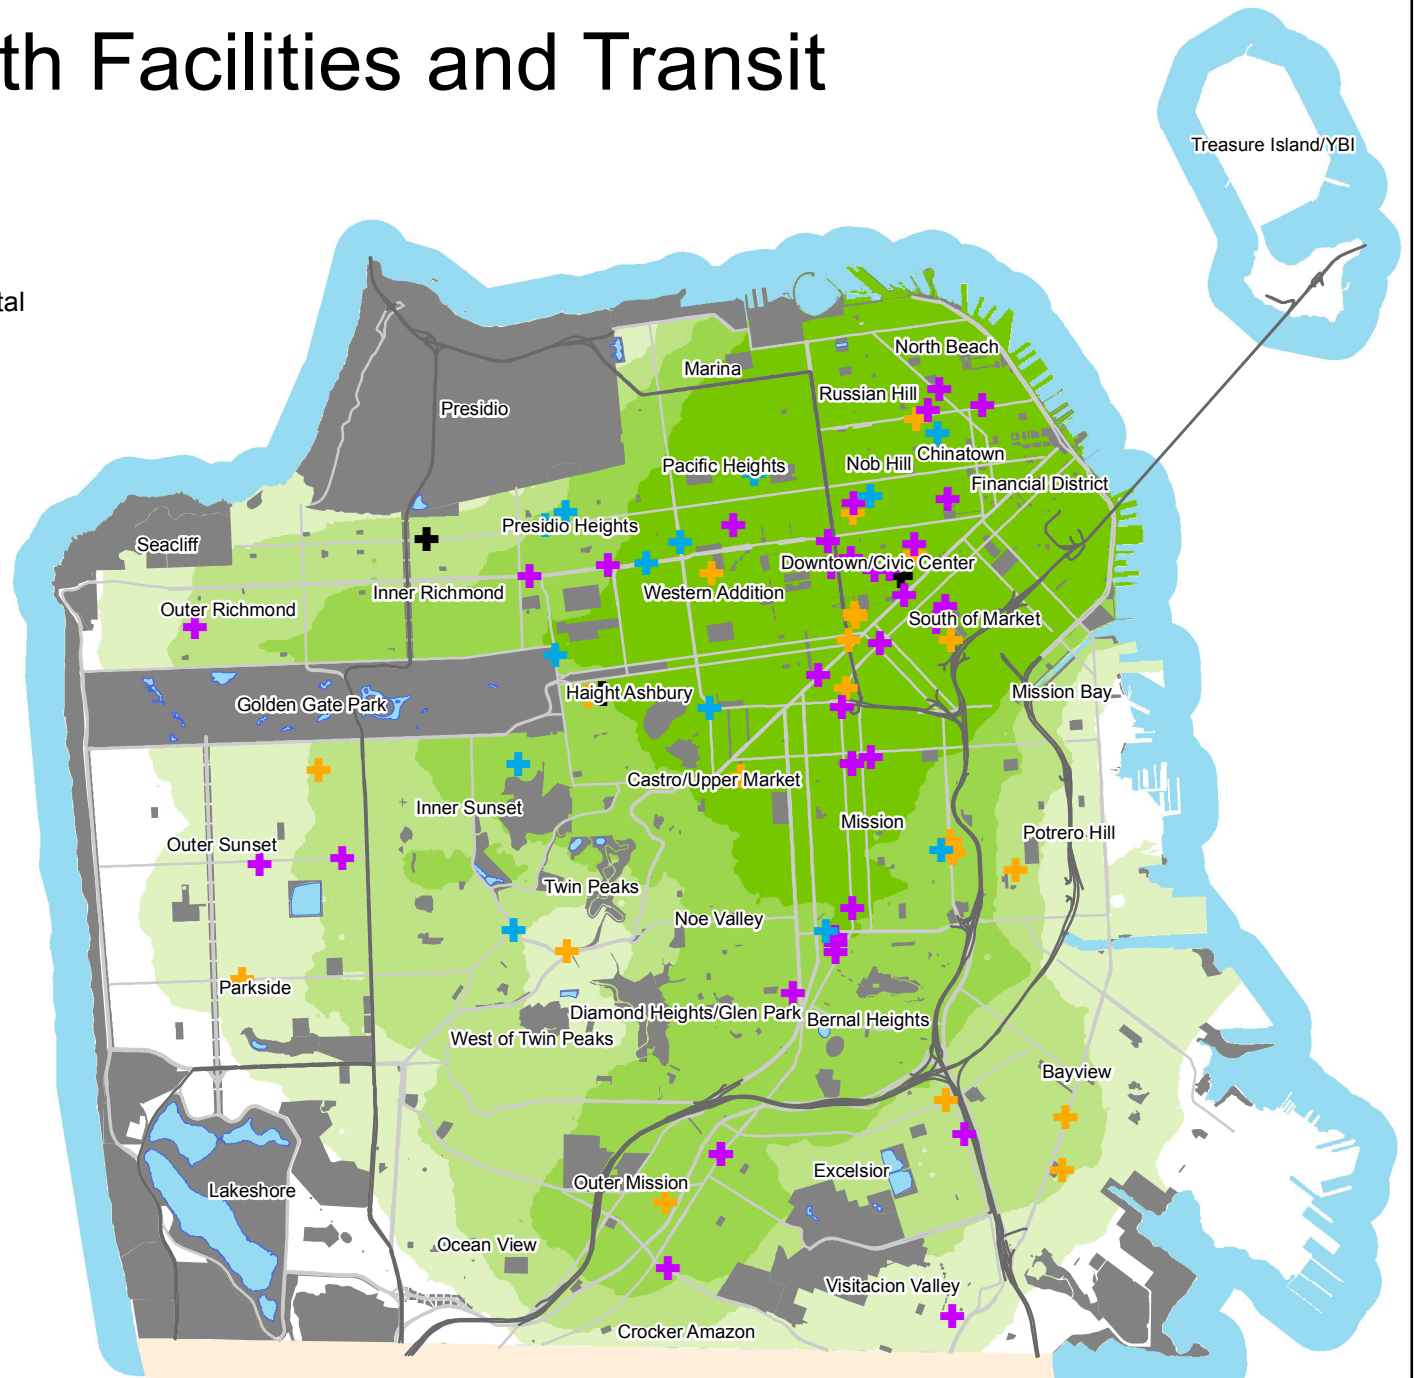 th Facilities and Transit
Treasure Island/YBI
tal
North Beach
Marina
Russian Hill
Presidio
Chinatown
Pacific Heights
Nob Hill
Financial District
Presidio Heights
Seacliff
Downtown/Civic Center
Inner Richmond
Western Addition
Outer Richmond
South of Market
Haight Ashbury
Mission Bay
Golden Gate Park
Castro/Upper Market
Inner Sunset
Mission
Potrero Hill
Outer Sunset
Twin Peaks
Noe Valley
Parkside
Diamond Heights/Glen Park
Bernal Heights
West of Twin Peaks
Bayview
Excelsior
Outer Mission
Lakeshore
Ocean View
Visitacion Valley
Crocker Amazon